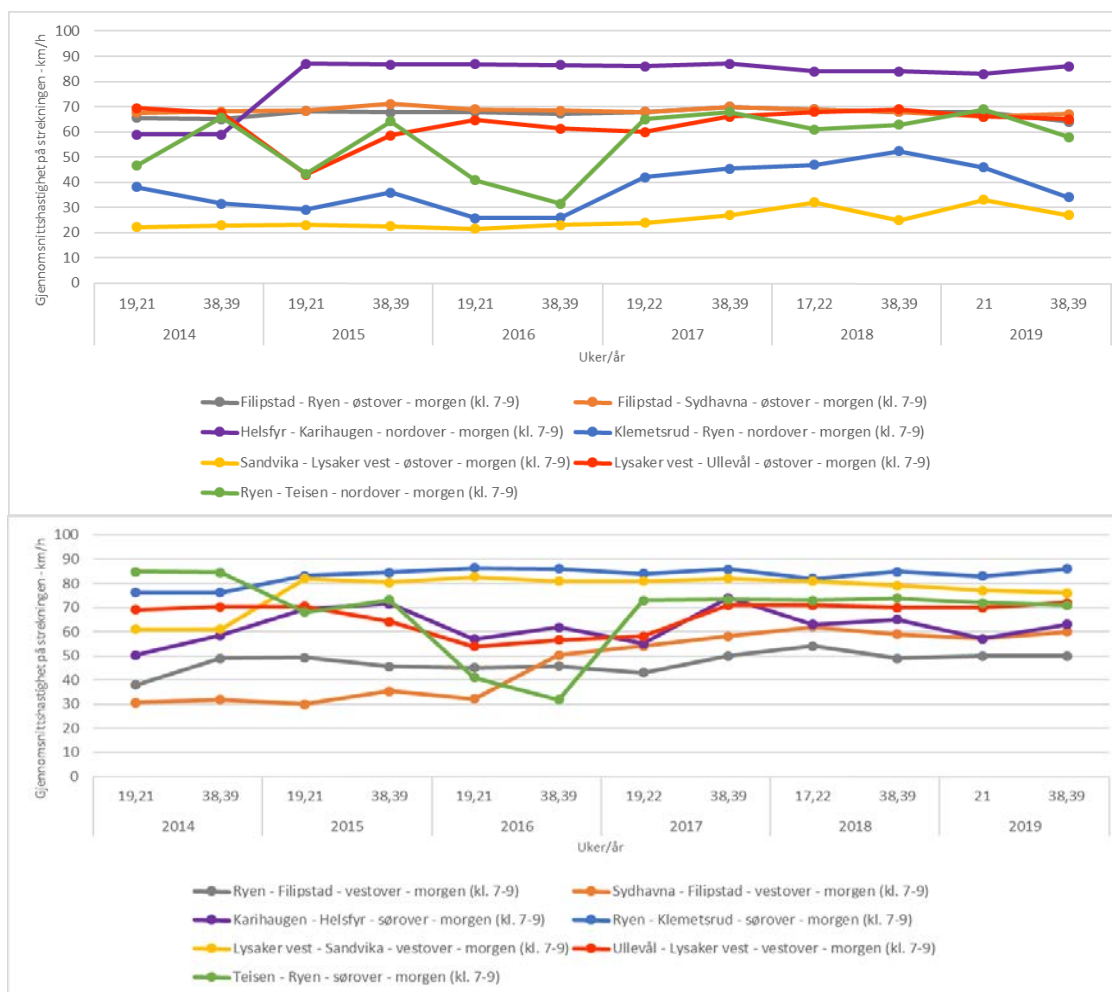 Gjennomsnittshastighet på strekningen - km/h
100
90
80
70
60
50
40
30
20
10
0
19,21 38,39 19,21 38,39 19,21 38,39 19,22 38,39 17,22 38,39 21 38,39
2014 2015 2016 2017 2018 2019
Uker/år
Filipstad - Ryen - østover - morgen (kl. 7-9) Filipstad - Sydhavna - østover - morgen (kl. 7-9)
Helsfyr - Karihaugen - nordover - morgen (kl. 7-9) Klemetsrud - Ryen - nordover - morgen (kl. 7-9)
Sandvika - Lysaker vest - østover - morgen (kl. 7-9) Lysaker vest - Ullevål - østover - morgen (kl. 7-9)
Ryen - Teisen - nordover - morgen (kl. 7-9)
Gjennomsnittshastighet på strekningen - km/h
100
90
80
70
60
50
40
30
20
10
0
19,21 38,39 19,21 38,39 19,21 38,39 19,22 38,39 17,22 38,39 21 38,39
2014 2015 2016 2017 2018 2019
Uker/år
Ryen - Filipstad - vestover - morgen (kl. 7-9) Sydhavna - Filipstad - vestover - morgen (kl. 7-9)
Karihaugen - Helsfyr - sørover - morgen (kl. 7-9) Ryen - Klemetsrud - sørover - morgen (kl. 7-9)
Lysaker vest - Sandvika - vestover - morgen (kl. 7-9) Ullevål - Lysaker vest - vestover - morgen (kl. 7-9)
Teisen - Ryen - sørover - morgen (kl. 7-9)